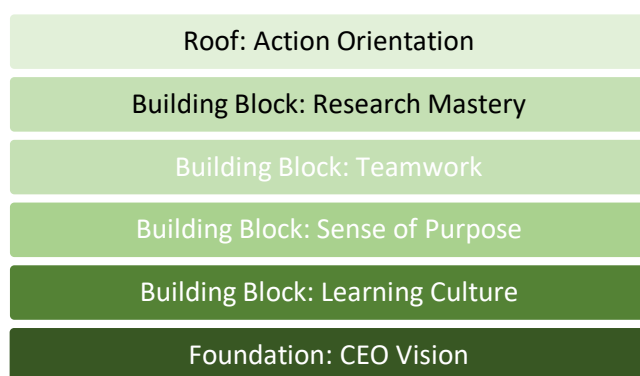 Roof: Action Orientation
Building Block: Research Mastery
Building Block: Teamwork
Building Block: Sense of Purpose
Building Block: Learning Culture
Foundation: CEO Vision